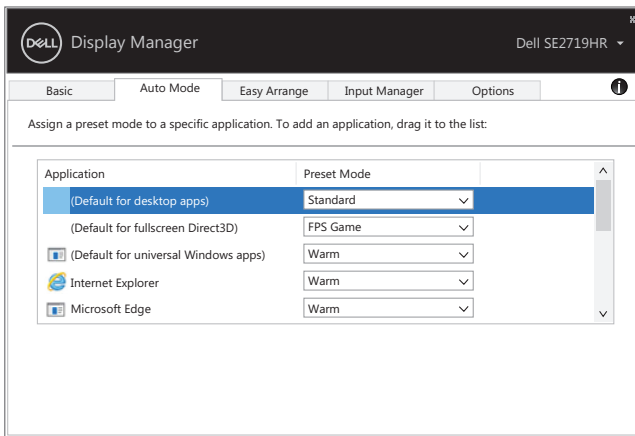 DELL Display Manager Dell SE2719HR
Basic Auto Mode Easy Arrange Input Manager Options
Assign a preset mode to a specific application. To add an application, drag it to the list:
Application Preset Mode
(Default for desktop apps) Standard
(Default for fullscreen Direct3D) FPS Game
(Default for universal Windows apps) Warm
Internet Explorer Warm
Microsoft Edge Warm